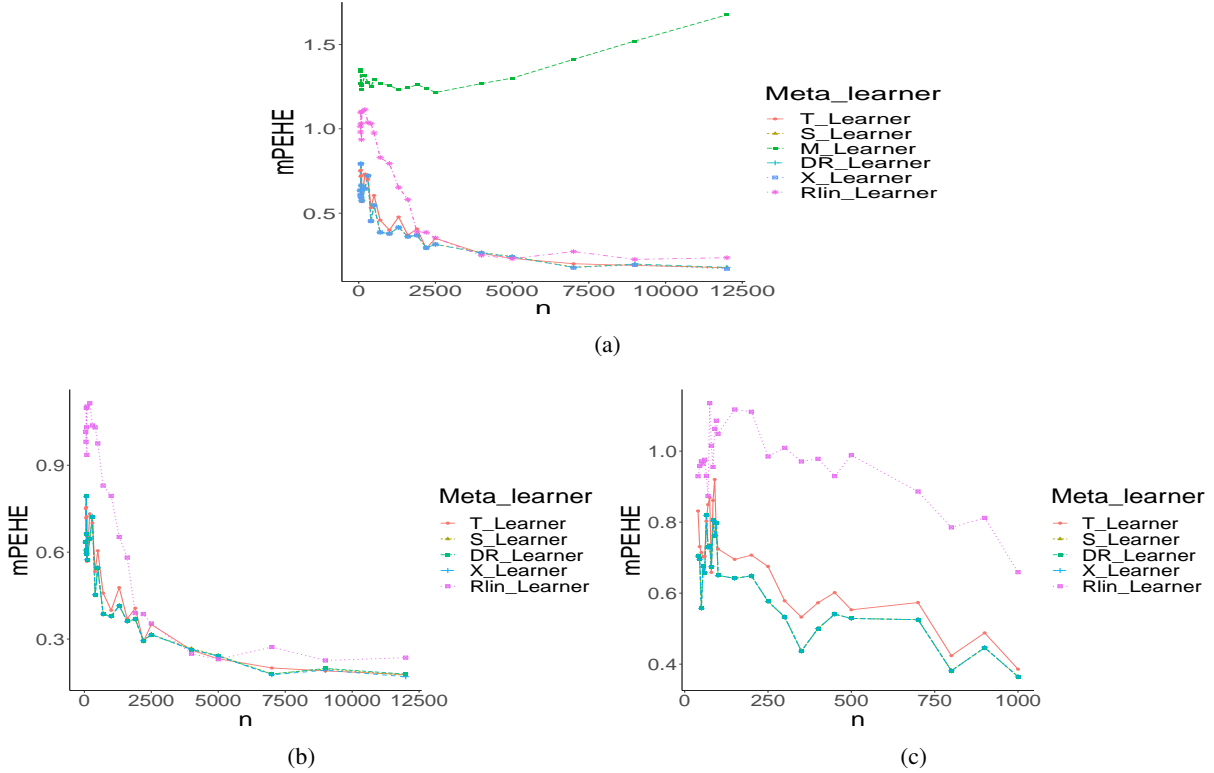 1.5
1.0
0.5
mPEHE
0 2500 5000 7500 10000 12500
n
Meta_learner
T_Learner
S_Learner
M_Learner
DR_Learner
X_Learner
Rlin_Learner
(a)
0.9
0.6
0.3
mPEHE
0 2500 5000 7500 10000 12500
n
Meta_learner
T_Learner
S_Learner
DR_Learner
X_Learner
Rlin_Learner
(b)
1.0
0.8
0.6
0.4
mPEHE
0 250 500 750 1000
n
Meta_learner
T_Learner
S_Learner
DR_Learner
X_Learner
Rlin_Learner
(c)